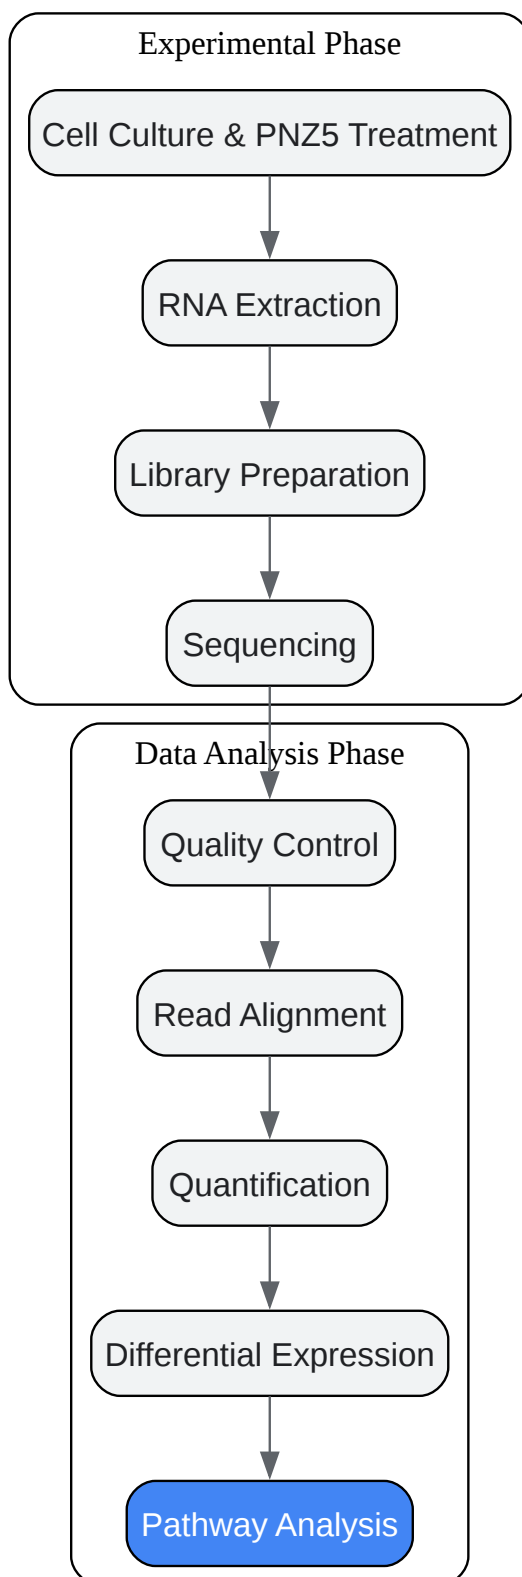 Experimental Phase
Cell Culture & PNZ5 Treatment
RNA Extraction
Library Preparation
Sequencing
Data Analysis Phase
Quality Control
Read Alignment
Quantification
Differential Expression
Pathway Analysis